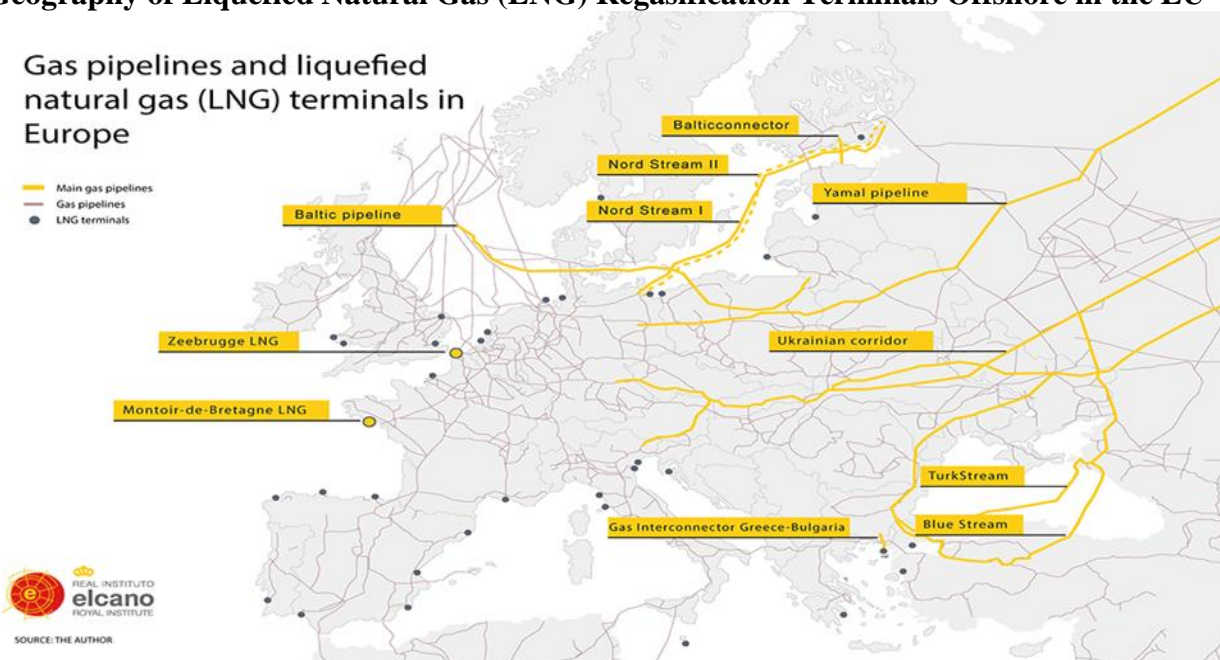 Geography of Liquefied Natural Gas (LNG) Regasification Terminals Offshore in the EU
Gas pipelines and liquefied
natural gas (LNG) terminals in
Europe
Main gas pipelines
Gas pipelines
LNG terminals
Balticconnector
Nord Stream II
Yamal pipeline
Nord Stream I
Baltic pipeline
Zeebrugge LNG
Ukrainian corridor
Montoir-de-Bretagne LNG
TurkStream
Blue Stream
Gas Interconnector Greece-Bulgaria
e
REAL INSTITUTO
elcano
ROYAL INSTITUTE
SOURCE: THE AUTHOR